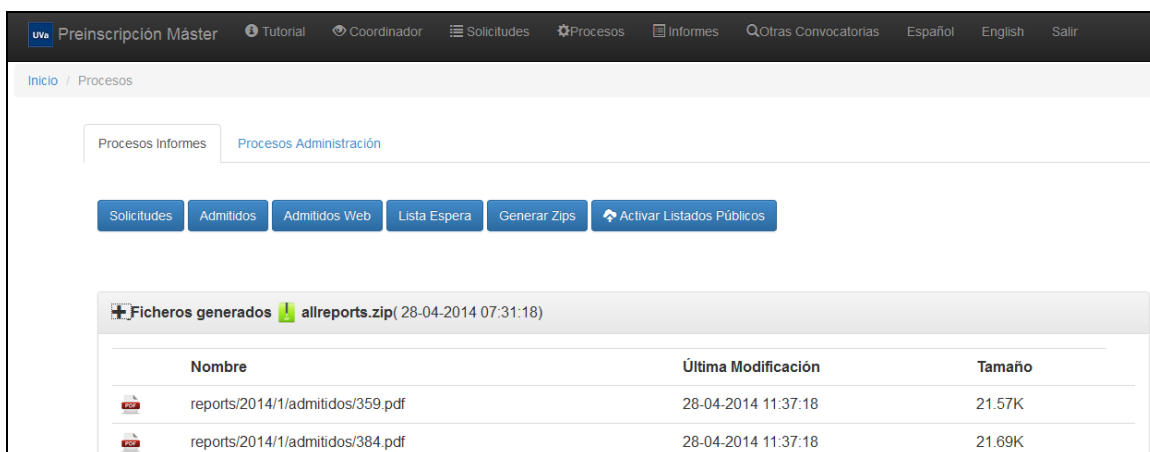 UVa Preinscripción Máster Tutorial Coordinador Solicitudes Procesos Informes Otras Convocatorias Español English Salir
Inicio / Procesos
Procesos Informes Procesos Administración
Solicitudes Admitidos Admitidos Web Lista Espera Generar Zips Activar Listados Públicos
Ficheros generados allreports.zip( 28-04-2014 07:31:18)
Nombre Última Modificación Tamaño
PDF reports/2014/1/admitidos/359.pdf 28-04-2014 11:37:18 21.57K
PDF reports/2014/1/admitidos/384.pdf 28-04-2014 11:37:18 21.69K